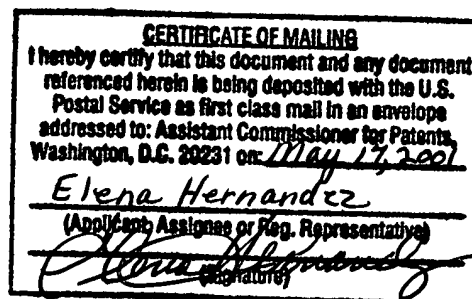 CERTIFICATE OF MAILING
I hereby certify that this document and any document
referenced herein is being deposited with the U.S.
Postal Service as first class mail in an envelope
addressed to: Assistant Commissioner for Patents,
Washington, D.C. 20231 on: May 17, 2001
Elena Hernandez
(Applicant, Assignee or Reg. Representative)
Elena Hernandez
(Signature)